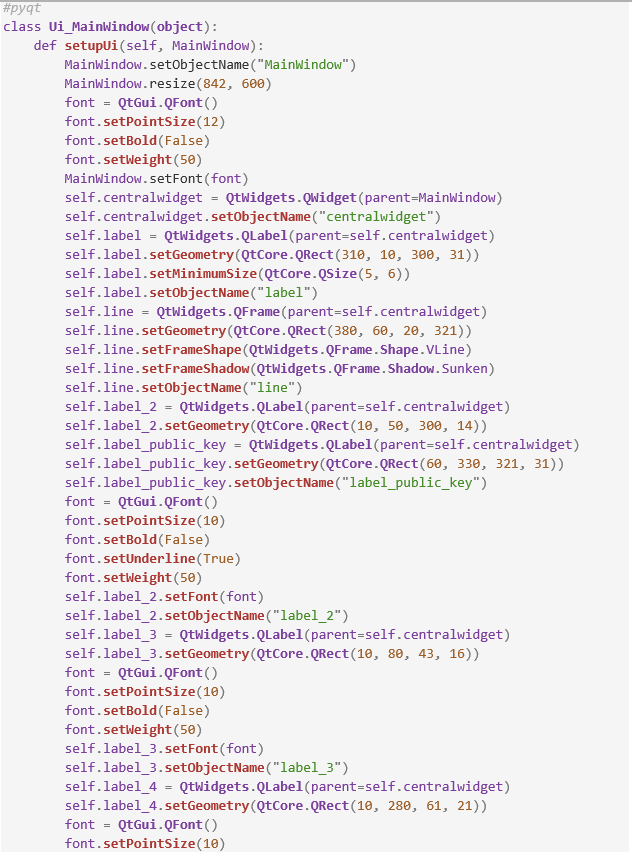 #pyqt
class Ui_MainWindow(object):
    def setupUi(self, MainWindow):
        MainWindow.setObjectName("MainWindow")
        MainWindow.resize(842, 600)
        font = QtGui.QFont()
        font.setPointSize(12)
        font.setBold(False)
        font.setWeight(50)
        MainWindow.setFont(font)
        self.centralwidget = QtWidgets.QWidget(parent=MainWindow)
        self.centralwidget.setObjectName("centralwidget")
        self.label = QtWidgets.QLabel(parent=self.centralwidget)
        self.label.setGeometry(QtCore.QRect(310, 10, 300, 31))
        self.label.setMinimumSize(QtCore.QSize(5, 6))
        self.label.setObjectName("label")
        self.line = QtWidgets.QFrame(parent=self.centralwidget)
        self.line.setGeometry(QtCore.QRect(380, 60, 20, 321))
        self.line.setFrameShape(QtWidgets.QFrame.Shape.VLine)
        self.line.setFrameShadow(QtWidgets.QFrame.Shadow.Sunken)
        self.line.setObjectName("line")
        self.label_2 = QtWidgets.QLabel(parent=self.centralwidget)
        self.label_2.setGeometry(QtCore.QRect(10, 50, 300, 14))
        self.label_public_key = QtWidgets.QLabel(parent=self.centralwidget)
        self.label_public_key.setGeometry(QtCore.QRect(60, 330, 321, 31))
        self.label_public_key.setObjectName("label_public_key")
        font = QtGui.QFont()
        font.setPointSize(10)
        font.setBold(False)
        font.setUnderline(True)
        font.setWeight(50)
        self.label_2.setFont(font)
        self.label_2.setObjectName("label_2")
        self.label_3 = QtWidgets.QLabel(parent=self.centralwidget)
        self.label_3.setGeometry(QtCore.QRect(10, 80, 43, 16))
        font = QtGui.QFont()
        font.setPointSize(10)
        font.setBold(False)
        font.setWeight(50)
        self.label_3.setFont(font)
        self.label_3.setObjectName("label_3")
        self.label_4 = QtWidgets.QLabel(parent=self.centralwidget)
        self.label_4.setGeometry(QtCore.QRect(10, 280, 61, 21))
        font = QtGui.QFont()
        font.setPointSize(10)